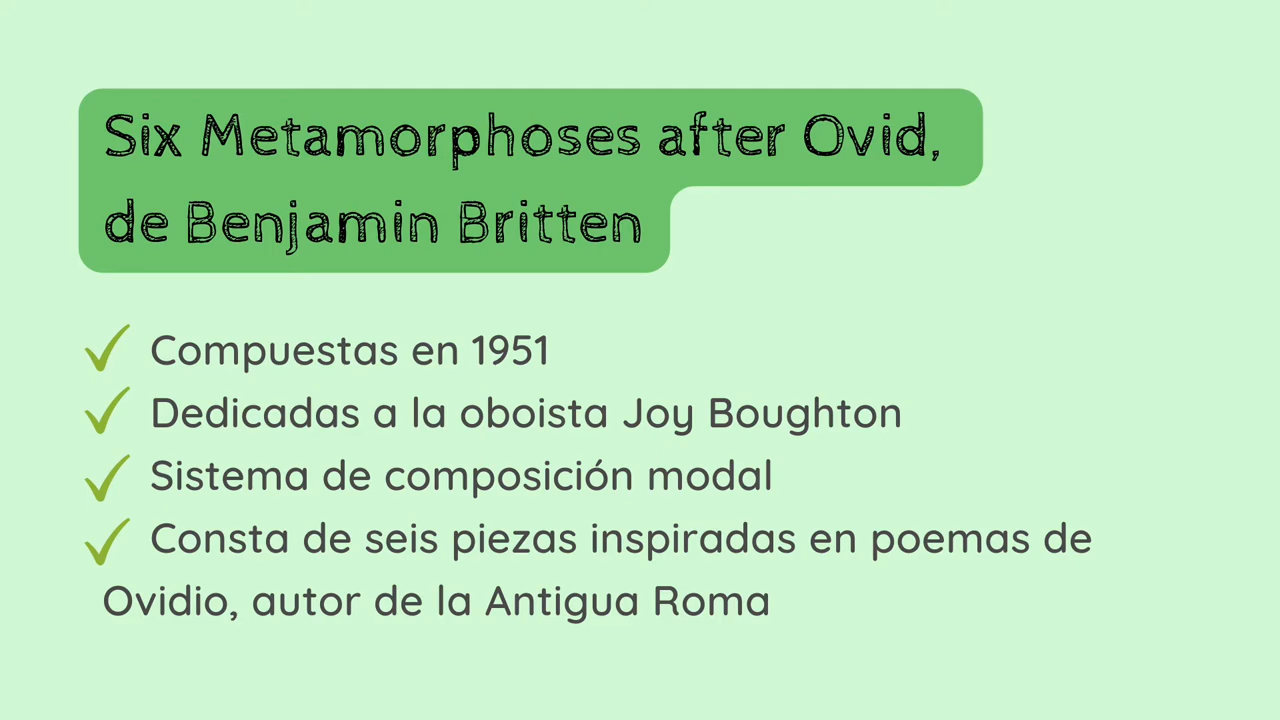 Six Metamorphoses after Ovid,
de Benjamin Britten
Compuestas en 1951
Dedicadas a la oboista Joy Boughton
Sistema de composición modal
Consta de seis piezas inspiradas en poemas de
Ovidio, autor de la Antigua Roma